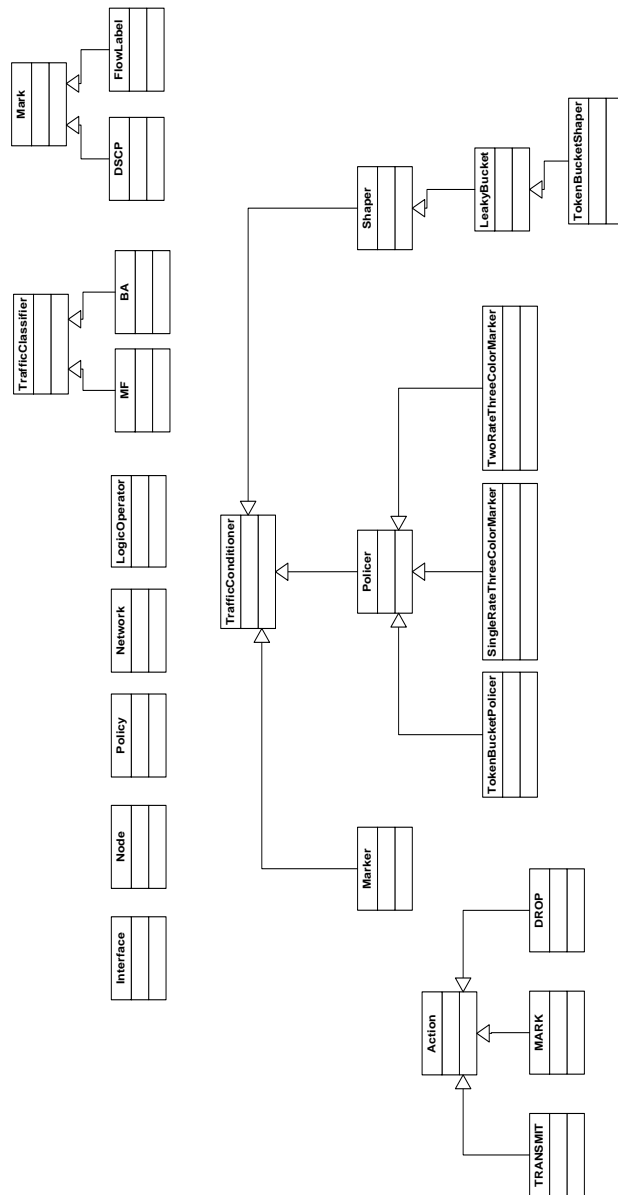 TrafficClassifier
Mark
Interface
Node
Policy
Network
LogicOperator
MF
BA
DSCP
FlowLabel
TrafficConditioner
Marker
Policer
Shaper
Action
TokenBucketPolicer
SingleRateThreeColorMarker
TwoRateThreeColorMarker
LeakyBucket
TRANSMIT
MARK
DROP
TokenBucketShaper